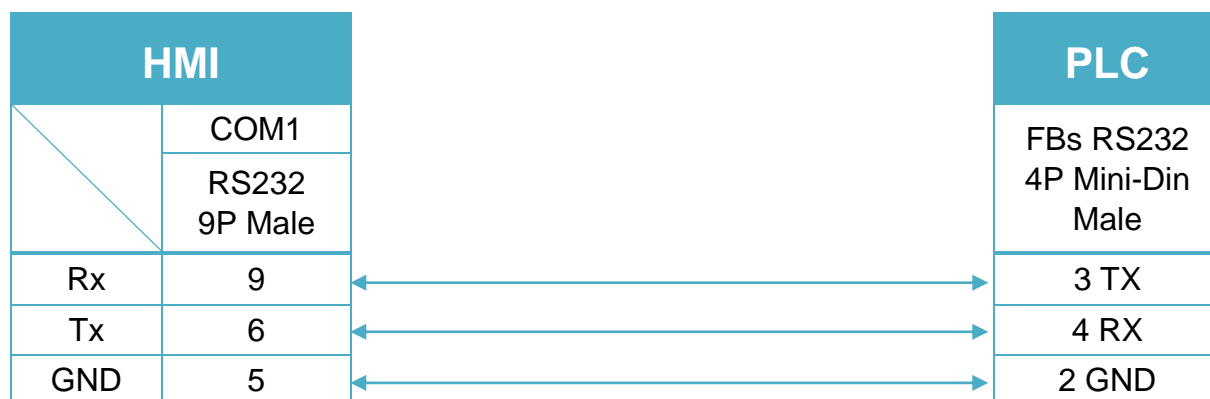 HMI
PLC
COM1
RS232
9P Male
FBs RS232
4P Mini-Din
Male
Rx 9 3 TX
Tx 6 4 RX
GND 5 2 GND